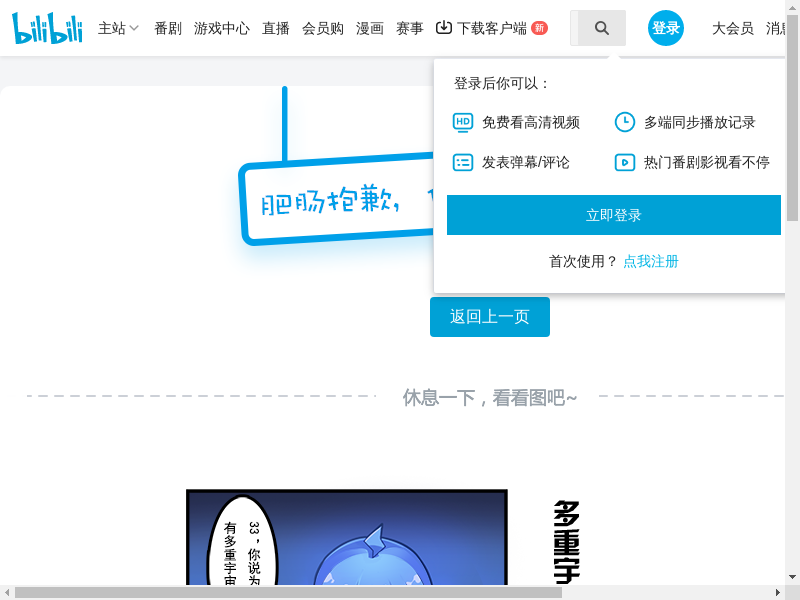 bilibili 主站 番剧 游戏中心 直播 会员购 漫画 赛事 下载客户端 新 登录 大会员
登录后你可以：
HD 免费看高清视频 多端同步播放记录
发表弹幕/评论 热门番剧影视看不停
肥肠抱歉，
立即登录
首次使用？ 点我注册
返回上一页
休息一下，看看图吧~
33，你说为
有多重宇宙
多重宇